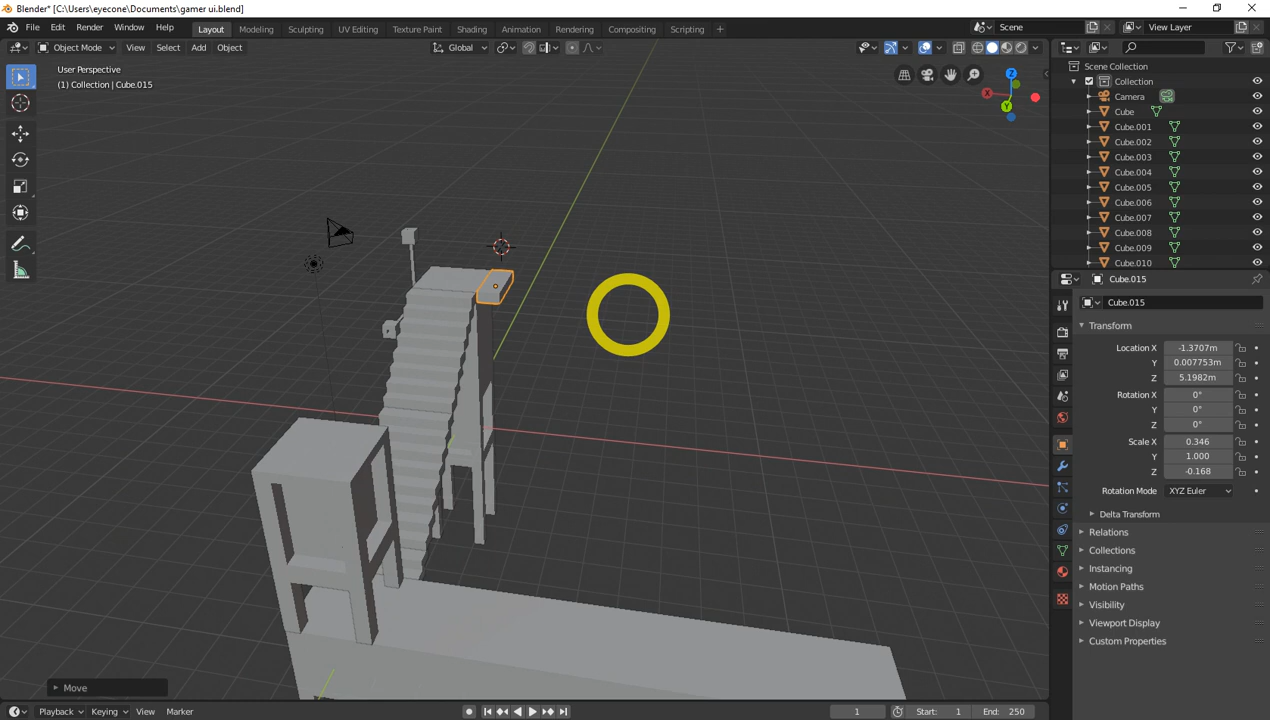 Blender* [C:\Users\eyecone\Documents\gamer ui.blend]
File Edit Render Window Help
Layout Modeling Sculpting UV Editing Texture Paint Shading Animation Rendering Compositing Scripting +
Scene View Layer
Object Mode View Select Add Object Global
User Perspective
(1) Collection | Cube.015
Z
X
Y
Scene Collection
Collection
Camera
Cube
Cube.001
Cube.002
Cube.003
Cube.004
Cube.005
Cube.006
Cube.007
Cube.008
Cube.009
Cube.010
Cube.015
Cube.015
Transform
Location X -1.3707m
Y 0.007753m
Z 5.1982m
Rotation X 0°
Y 0°
Z 0°
Scale X 0.346
Y 1.000
Z -0.168
Rotation Mode XYZ Euler
Delta Transform
Relations
Collections
Instancing
Motion Paths
Visibility
Viewport Display
Custom Properties
Move
Playback Keying View Marker 1 Start: 1 End: 250